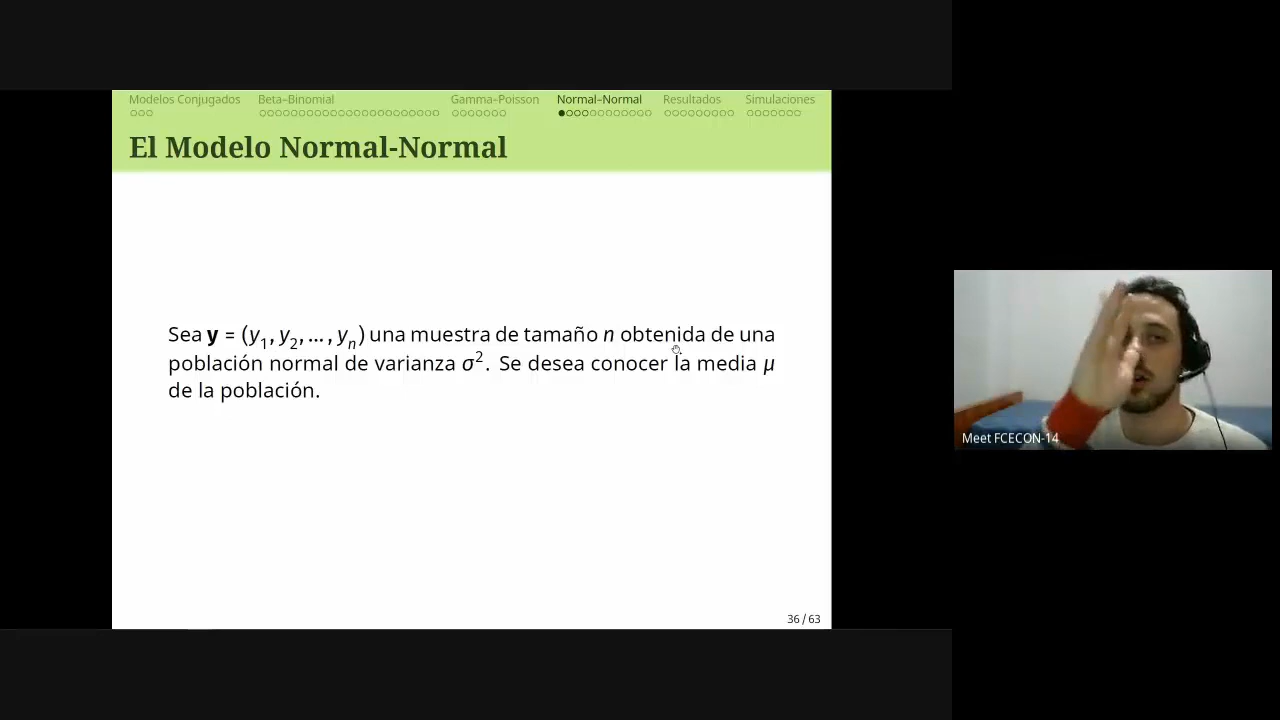 Modelos Conjugados Beta–Binomial Gamma–Poisson Normal–Normal Resultados Simulaciones
El Modelo Normal-Normal
Sea y = (y₁, y₂, ..., yₙ) una muestra de tamaño n obtenida de una
población normal de varianza σ². Se desea conocer la media μ
de la población.
36 / 63
Meet FCECON-14